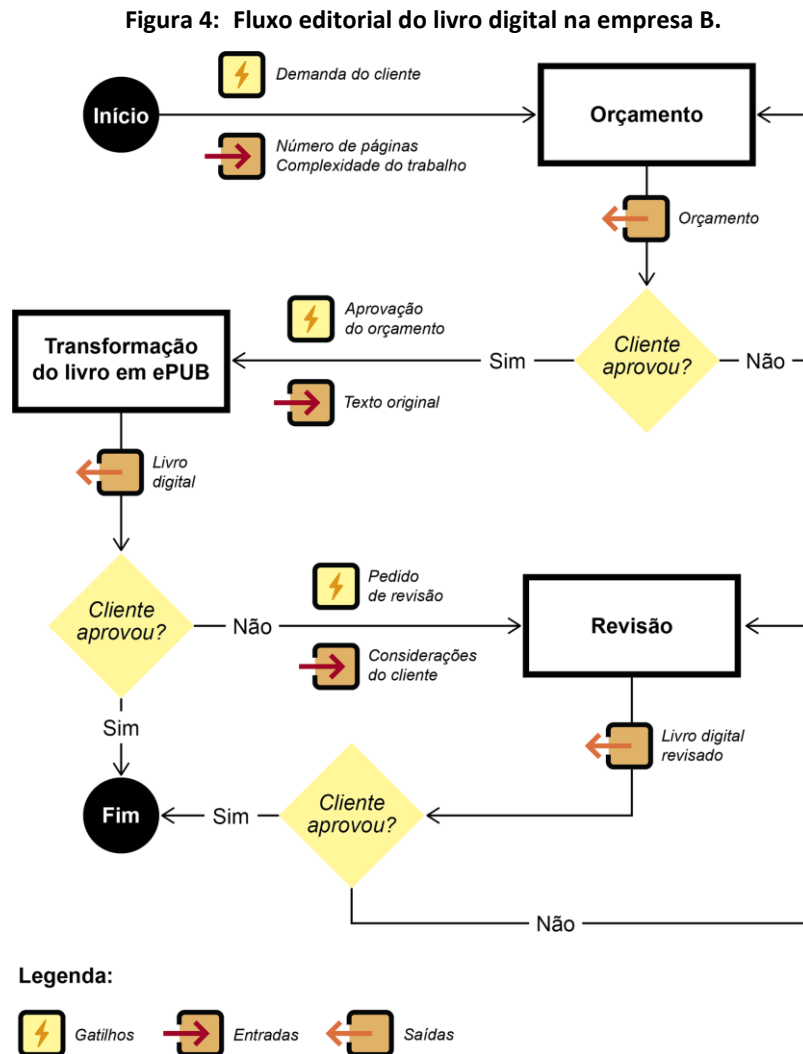 Figura 4: Fluxo editorial do livro digital na empresa B.
Demanda do cliente
Início
Orçamento
Número de páginas
Complexidade do trabalho
Orçamento
Aprovação
do orçamento
Transformação
do livro em ePUB
Sim
Cliente
aprovou?
Não
Texto original
Livro
digital
Pedido
de revisão
Cliente
aprovou?
Não
Revisão
Considerações
do cliente
Sim
Livro digital
revisado
Fim
Sim
Cliente
aprovou?
Não
Legenda:
Gatilhos
Entradas
Saídas